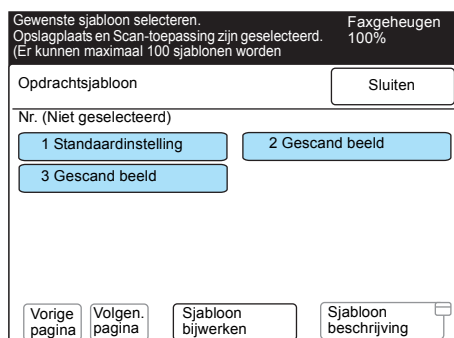 Gewenste sjabloon selecteren.
Opslagplaats en Scan-toepassing zijn geselecteerd.
(Er kunnen maximaal 100 sjablonen worden
Faxgeheugen
100%
Opdrachtsjabloon
Sluiten
Nr. (Niet geselecteerd)
1 Standaardinstelling
2 Gescand beeld
3 Gescand beeld
Vorige
pagina
Volgen.
pagina
Sjabloon
bijwerken
Sjabloon
beschrijving